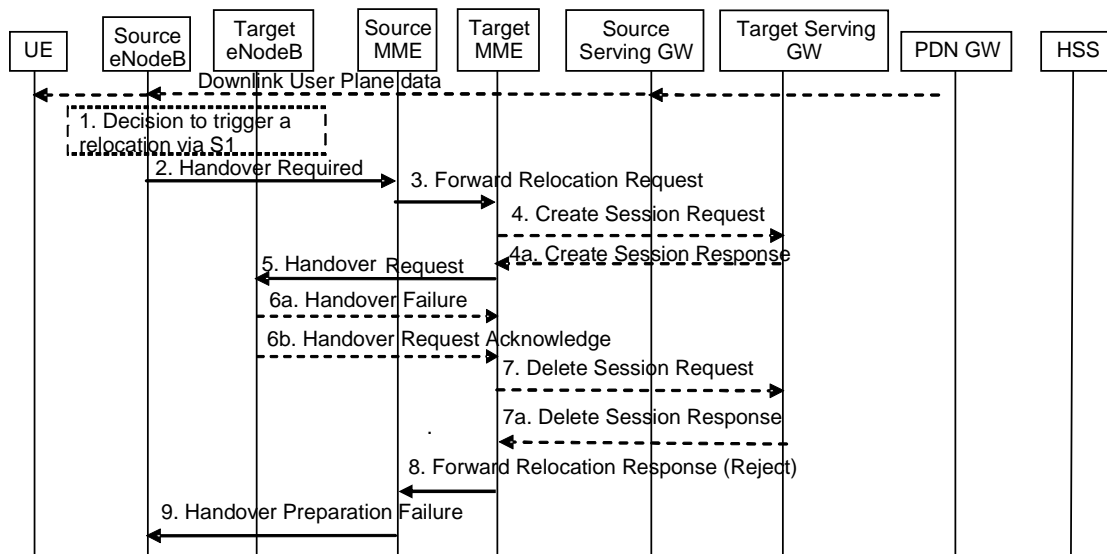 UE
Source
eNodeB
Target
eNodeB
Source
MME
Target
MME
Source
Serving GW
Target Serving
GW
PDN GW
HSS
Downlink User Plane data
1. Decision to trigger a
relocation via S1
2. Handover Required
3. Forward Relocation Request
4. Create Session Request
4a. Create Session Response
5. Handover Request
6a. Handover Failure
6b. Handover Request Acknowledge
7. Delete Session Request
7a. Delete Session Response
.
8. Forward Relocation Response (Reject)
9. Handover Preparation Failure